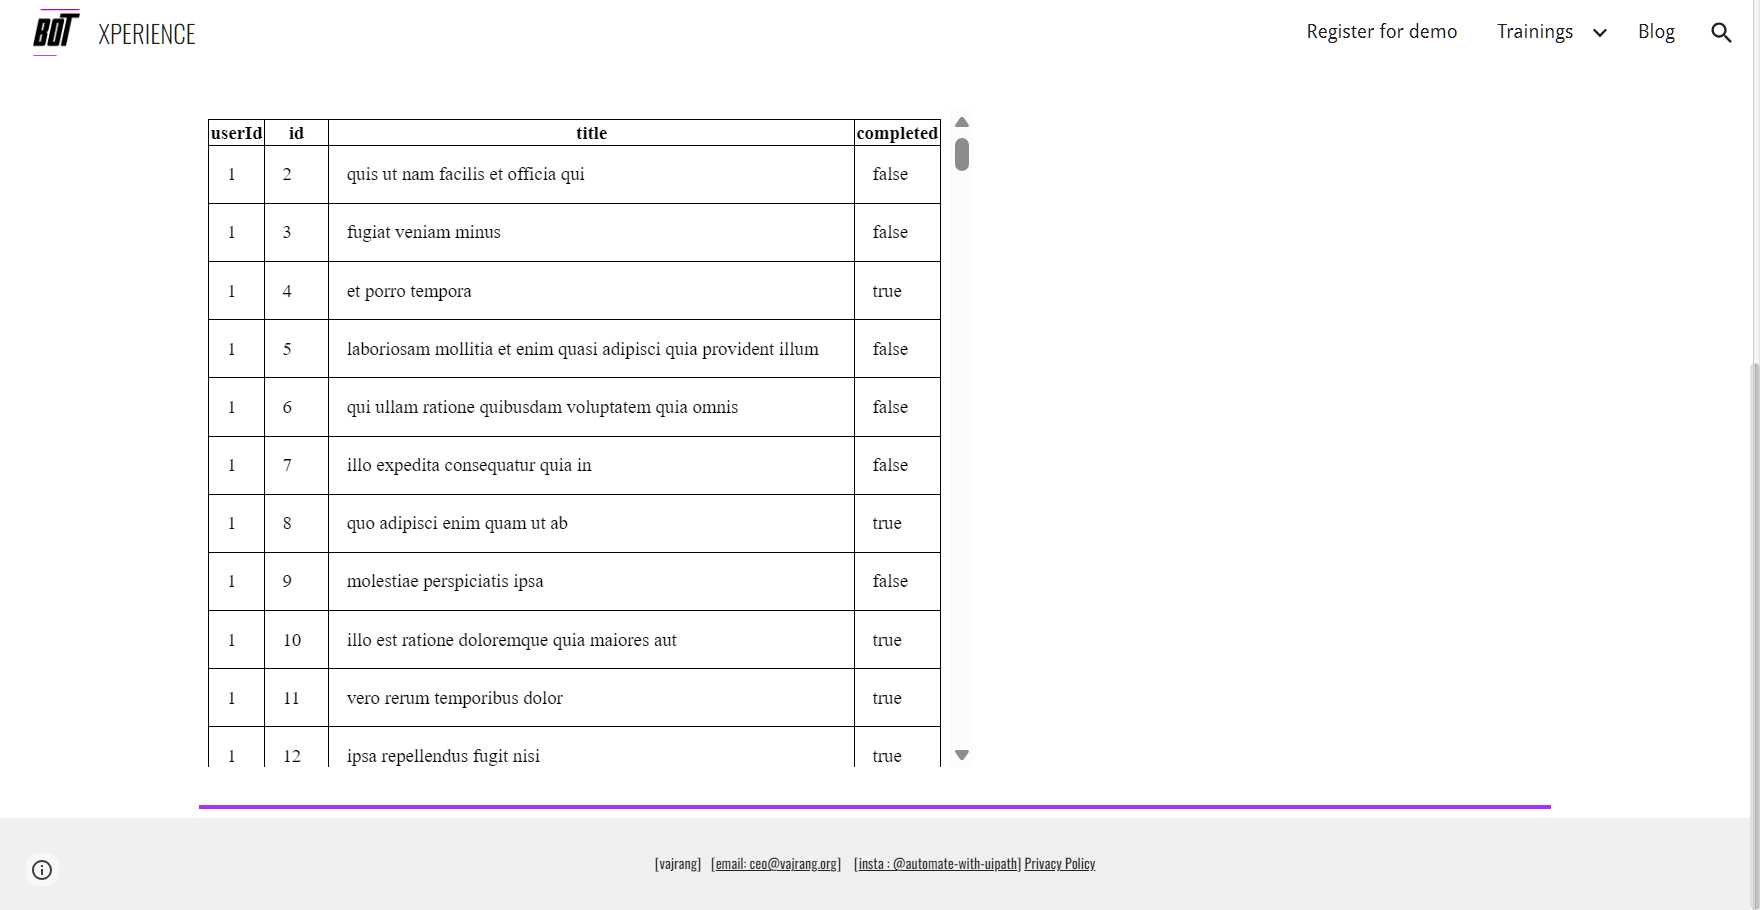 BOT XPERIENCE Register for demo Trainings Blog
userId id title completed
1 2 quis ut nam facilis et officia qui false
1 3 fugiat veniam minus false
1 4 et porro tempora true
1 5 laboriosam mollitia et enim quasi adipisci quia provident illum false
1 6 qui ullam ratione quibusdam voluptatem quia omnis false
1 7 illo expedita consequatur quia in false
1 8 quo adipisci enim quam ut ab true
1 9 molestiae perspiciatis ipsa false
1 10 illo est ratione doloremque quia maiores aut true
1 11 vero rerum temporibus dolor true
1 12 ipsa repellendus fugit nisi true
[vajrang] [email: ceo@vajrang.org] [insta : @automate-with-uipath] Privacy Policy